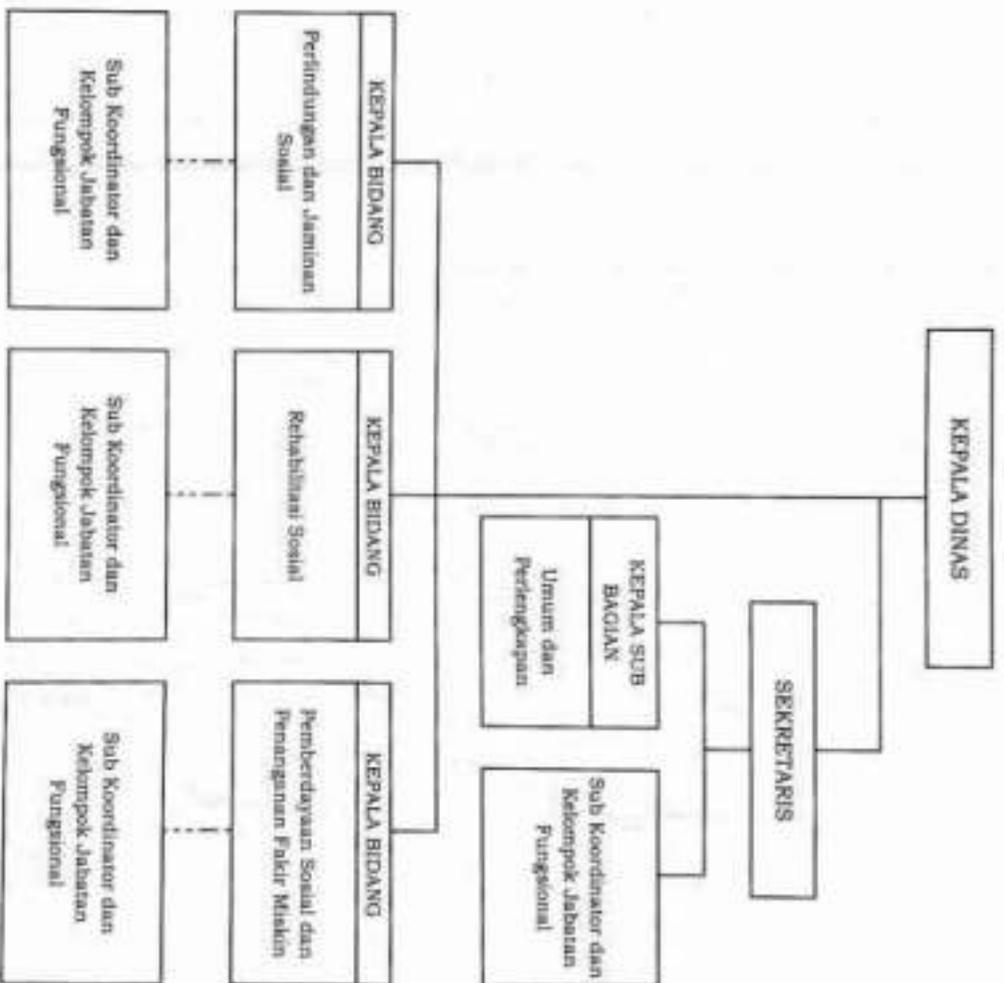 KEPALA DINAS
SEKRETARIS
KEPALA SUB
BAGIAN
Umum dan
Perlengkapan
Sub Koordinator dan
Kelompok Jabatan
Fungsional
KEPALA BIDANG
Perlindungan dan Jaminan
Sosial
KEPALA BIDANG
Rehabilitasi Sosial
KEPALA BIDANG
Pemberdayaan Sosial dan
Penanganan Fakir Miskin
Sub Koordinator dan
Kelompok Jabatan
Fungsional
Sub Koordinator dan
Kelompok Jabatan
Fungsional
Sub Koordinator dan
Kelompok Jabatan
Fungsional